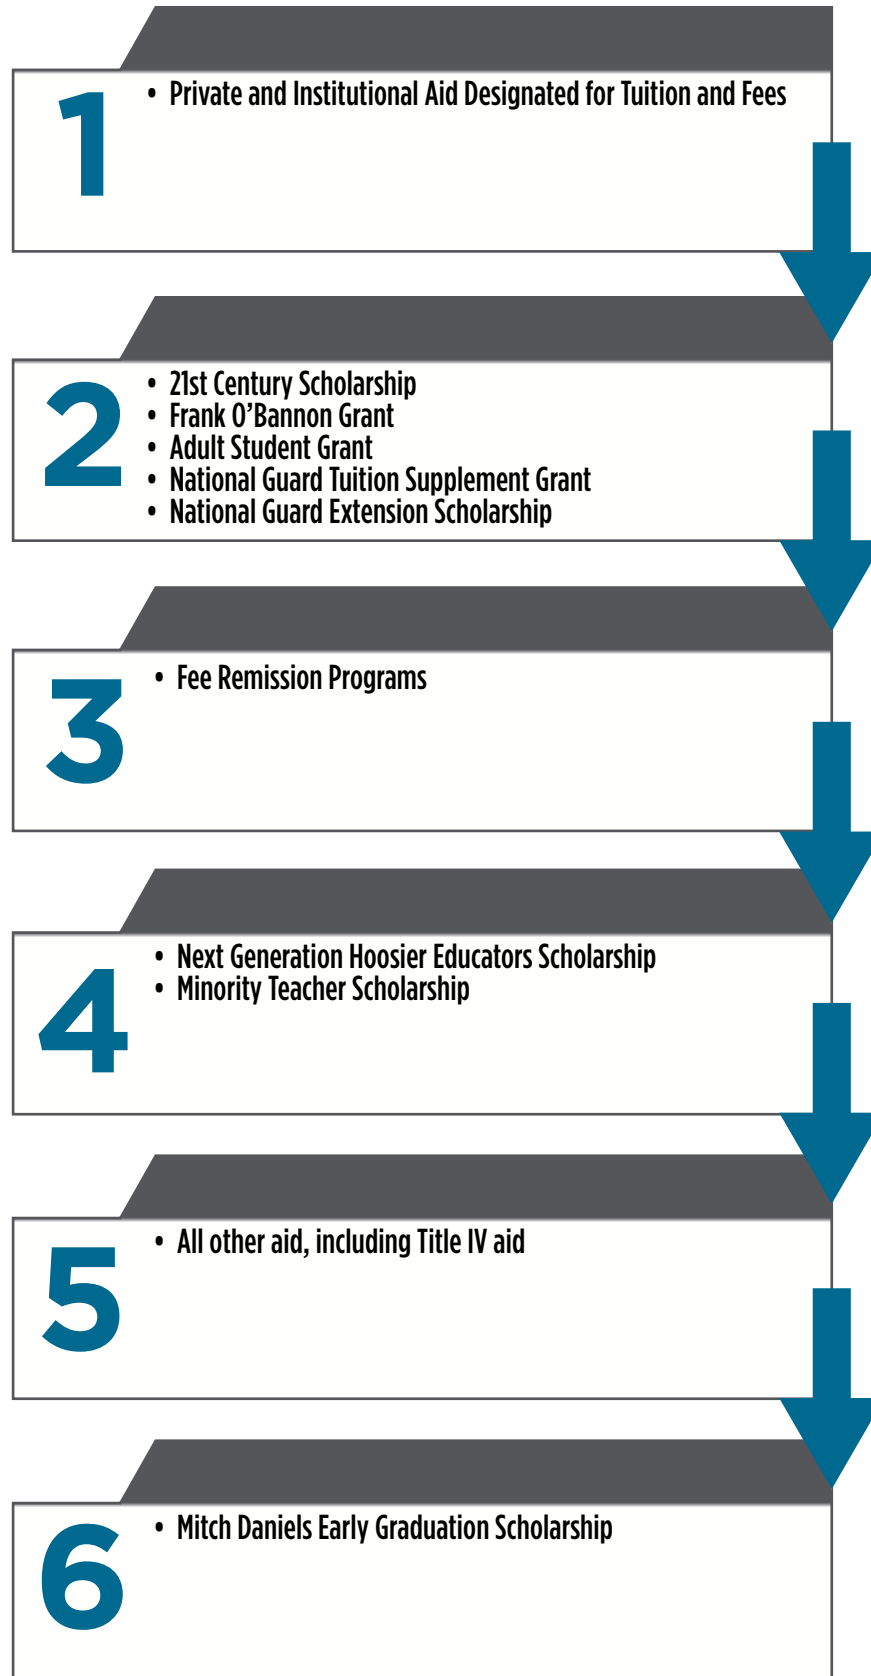 1
• Private and Institutional Aid Designated for Tuition and Fees
2
• 21st Century Scholarship
• Frank O’Bannon Grant
• Adult Student Grant
• National Guard Tuition Supplement Grant
• National Guard Extension Scholarship
3
• Fee Remission Programs
4
• Next Generation Hoosier Educators Scholarship
• Minority Teacher Scholarship
5
• All other aid, including Title IV aid
6
• Mitch Daniels Early Graduation Scholarship